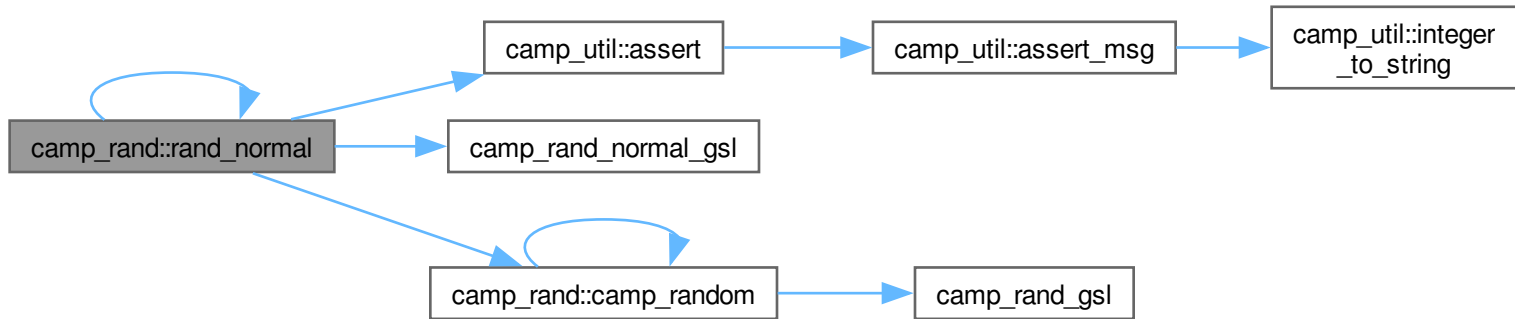 camp_util::assert
camp_util::assert_msg
camp_util::integer
_to_string
camp_rand::rand_normal
camp_rand_normal_gsl
camp_rand::camp_random
camp_rand_gsl